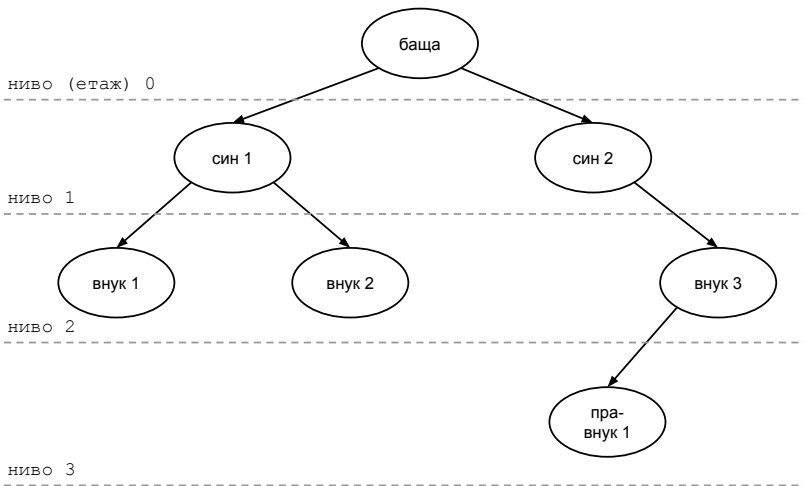 баща
ниво (етаж) 0
син 1
син 2
ниво 1
внук 1
внук 2
внук 3
ниво 2
пра-
внук 1
ниво 3